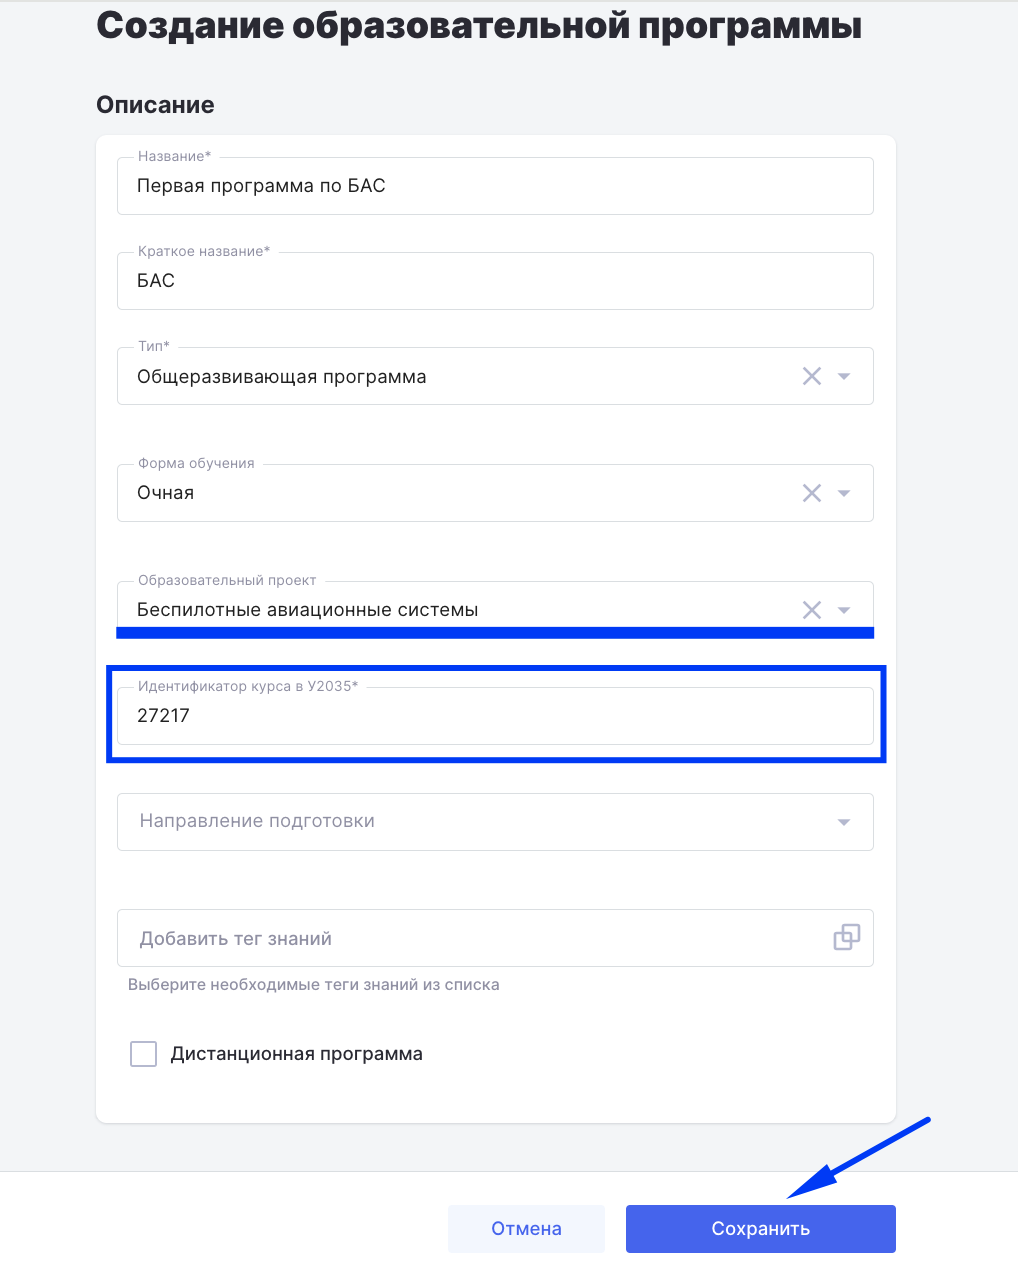 Создание образовательной программы
Описание
Название*
Первая программа по БАС
Краткое название*
БАС
Тип*
Общеразвивающая программа
Форма обучения
Очная
Образовательный проект
Беспилотные авиационные системы
Идентификатор курса в У2035*
27217
Направление подготовки
Добавить тег знаний
Выберите необходимые теги знаний из списка
Дистанционная программа
Отмена
Сохранить